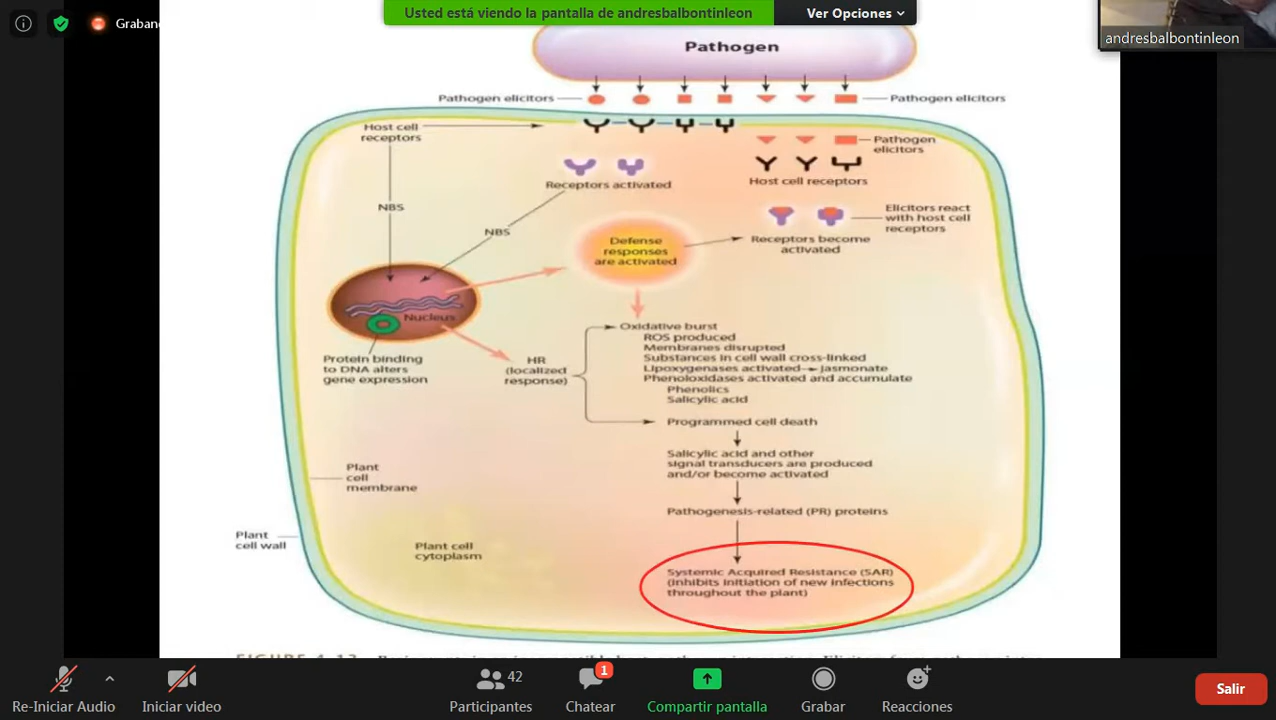 Usted está viendo la pantalla de andresbalbontinleon
Ver Opciones
Graban
andresbalbontinleon
Pathogen
Pathogen elicitors
Pathogen elicitors
Host cell
receptors
Pathogen
elicitors
Receptors activated
Host cell receptors
NBS
NBS
Elicitors react
with host cell
receptors
Defense
responses
are activated
Receptors become
activated
Nucleus
Protein binding
to DNA alters
gene expression
HR
(localized
response)
Oxidative burst
ROS produced
Membranes disrupted
Substances in cell wall cross-linked
Lipoxygenases activated → Jasmonate
Phenoloxidases activated and accumulate
Phenolics
Salicylic acid
Programmed cell death
Salicylic acid and other
signal transducers are produced
and/or become activated
Pathogenesis-related (PR) proteins
Systemic Acquired Resistance (SAR)
(Inhibits initiation of new infections
throughout the plant)
Plant
cell
membrane
Plant
cell wall
Plant cell
cytoplasm
Re-Iniciar Audio
Iniciar video
42
Participantes
1
Chatear
Compartir pantalla
Grabar
Reacciones
Salir